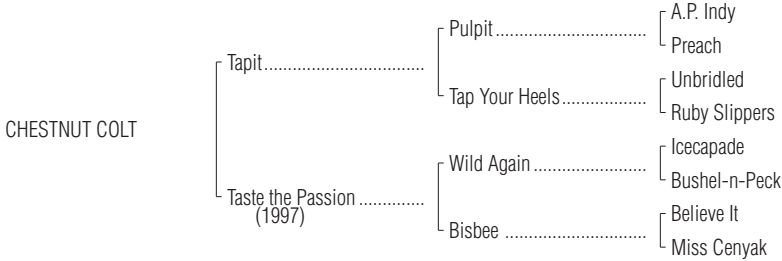 A.P. Indy
Pulpit................................
Preach
Tapit..................................
Unbridled
Tap Your Heels..................
Ruby Slippers
CHESTNUT COLT
Icecapade
Wild Again ........................
Bushel-n-Peck
Taste the Passion ..............
(1997)
Believe It
Bisbee ..............................
Miss Cenyak